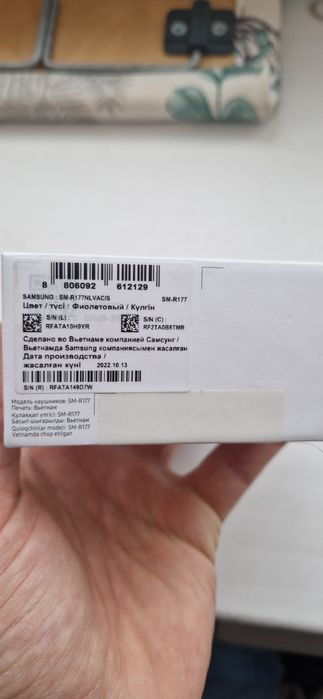 8 806092 612129
SAMSUNG : SM-R177NLVACIS SM-R177
Цвет / түсі : Фиолетовый / Күлгін
S/N (L) : S/N (C) :
RFATA10H9YR RF2TA0B8TMR
Сделано во Вьетнаме компанией Самсунг /
Вьетнамда Samsung компаниясымен жасалған
Дата производства /
жасалған күні 2022.10.13
S/N (R) : RFATA149D7W
Модель наушников: SM-R177
Печать: Вьетнам
Құлаққап үлгісі: SM-R177
Басып шығарылды: Вьетнам
Quloqchinlar modeli: SM-R177
Vetnamda chop etilgan